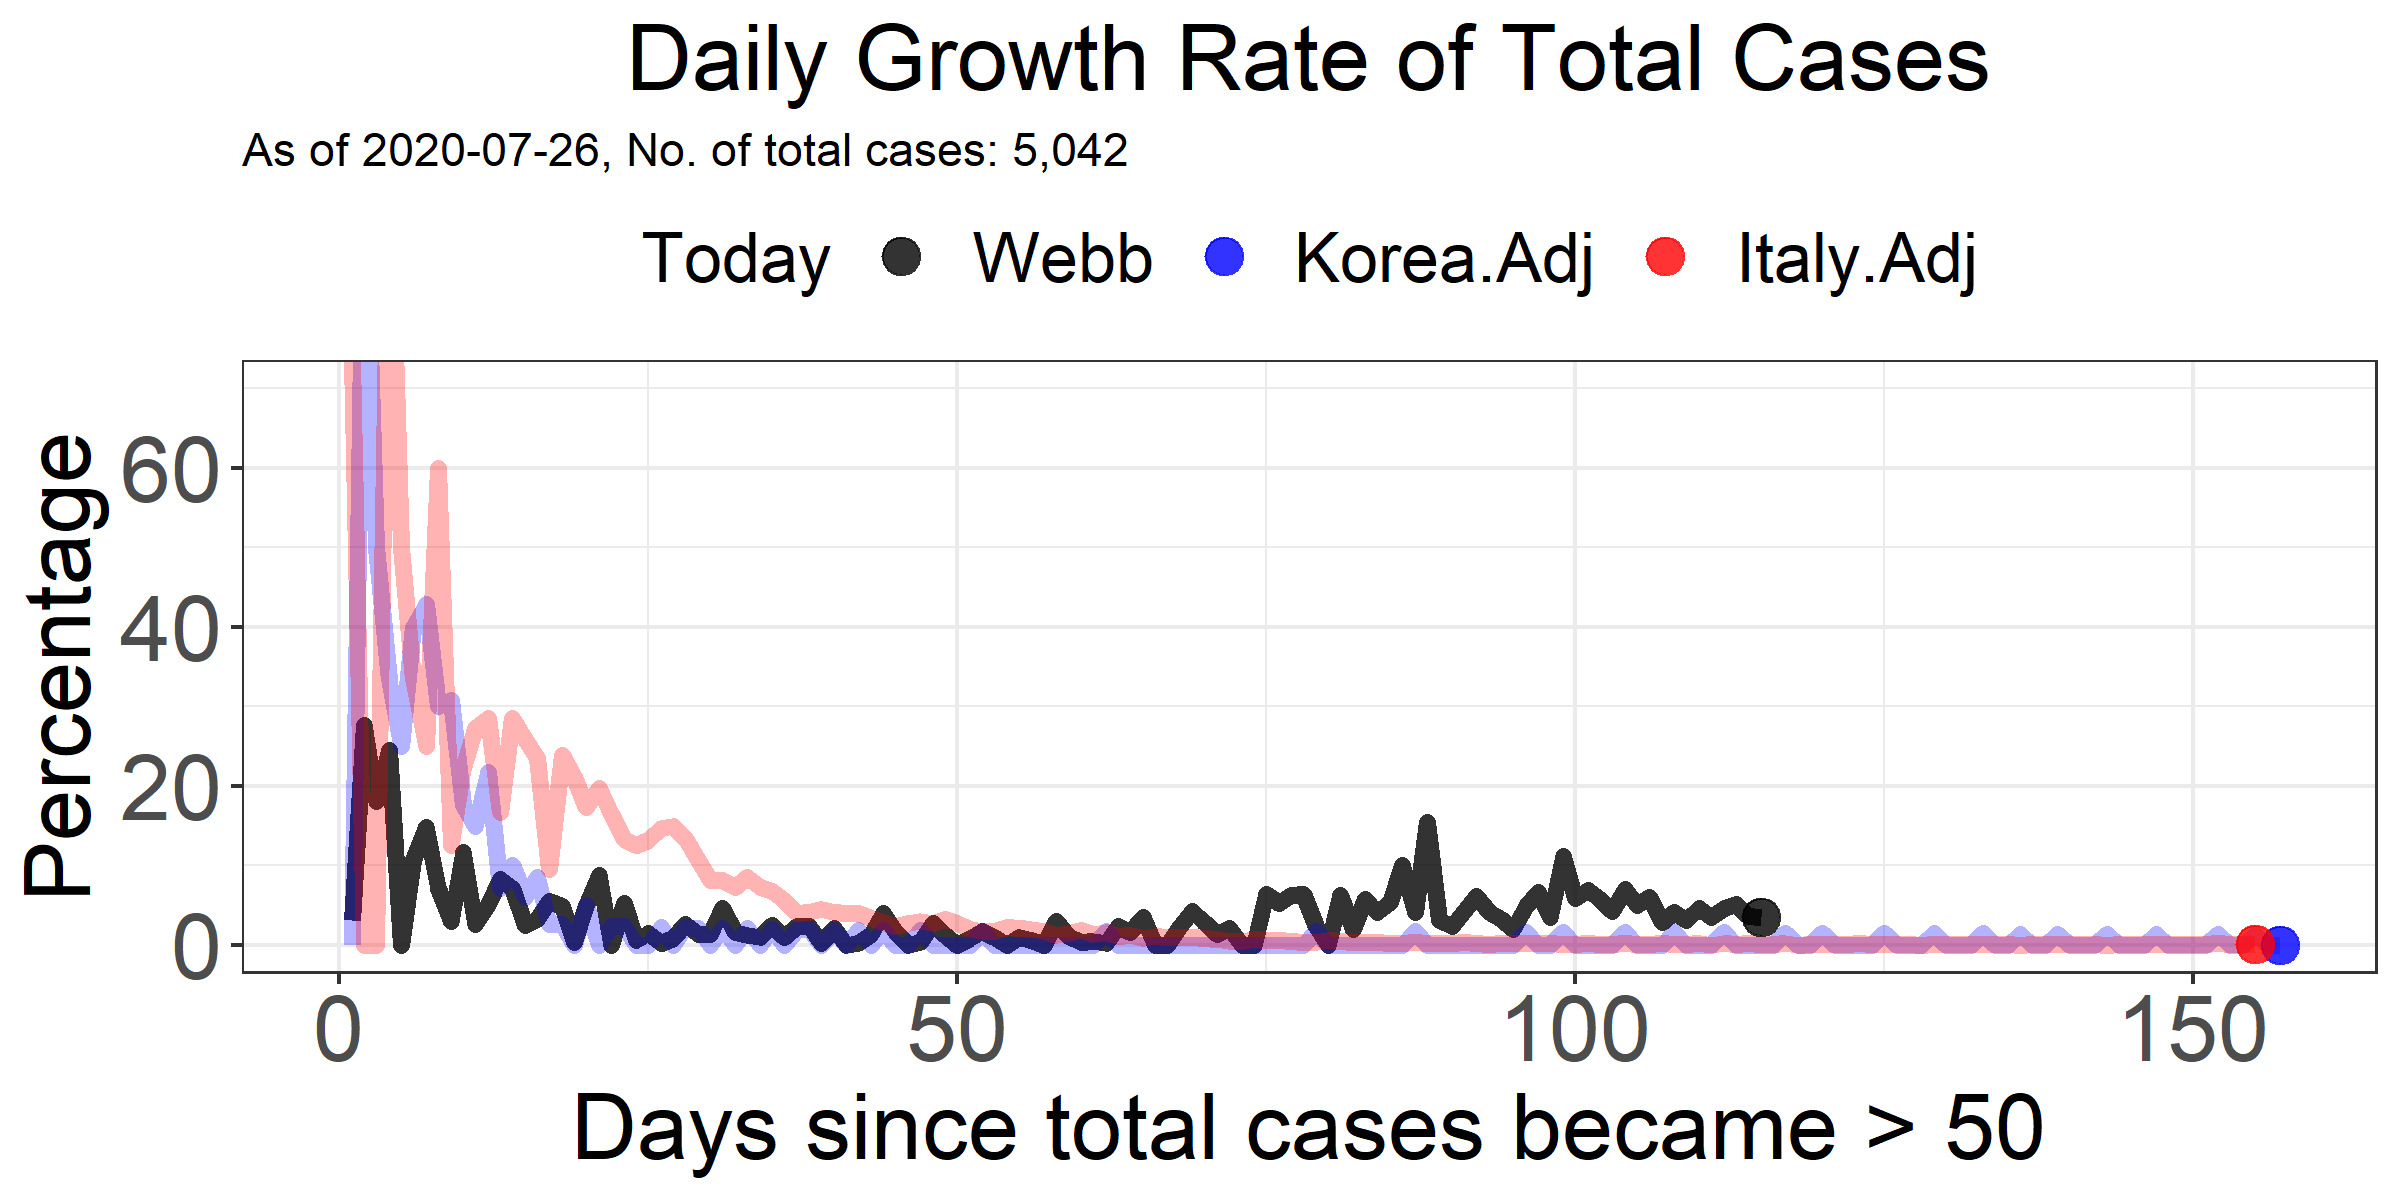 Daily Growth Rate of Total Cases
As of 2020-07-26, No. of total cases: 5,042
Today Webb Korea.Adj Italy.Adj
Percentage
60
40
20
0
0 50 100 150
Days since total cases became > 50